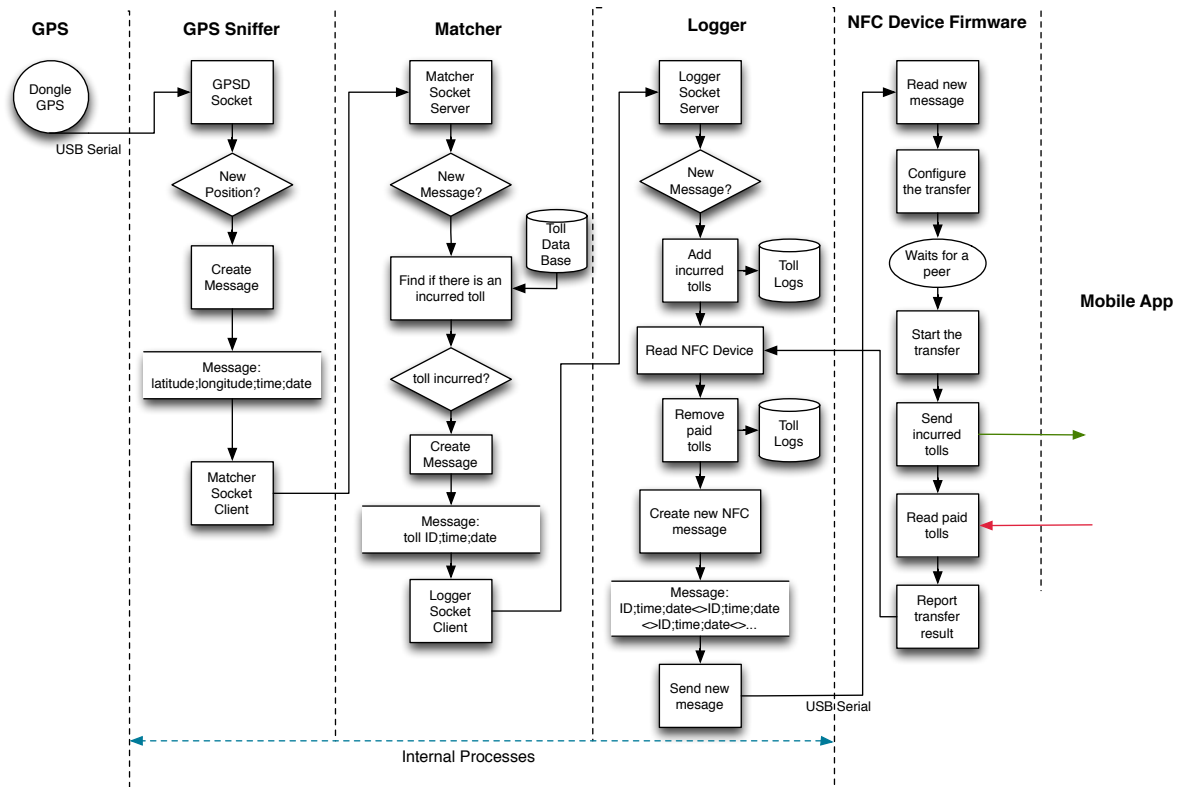 GPS
Dongle
GPS
USB Serial
GPS Sniffer
GPSD
Socket
New
Position?
Create
Message
Message:
latitude;longitude;time;date
Matcher
Socket
Client
Matcher
Matcher
Socket
Server
New
Message?
Toll
Data
Base
Find if there is an
incurred toll
toll incurred?
Create
Message
Message:
toll ID;time;date
Logger
Socket
Client
Logger
Logger
Socket
Server
New
Message?
Add
incurred
tolls
Toll
Logs
Read NFC Device
Remove
paid
tolls
Toll
Logs
Create new NFC
message
Message:
ID;time;date<>ID;time;date
<>ID;time;date<>...
Send new
mesage
USB Serial
NFC Device Firmware
Read new
message
Configure
the transfer
Waits for a
peer
Start the
transfer
Send
incurred
tolls
Read paid
tolls
Report
transfer
result
Mobile App
Internal Processes